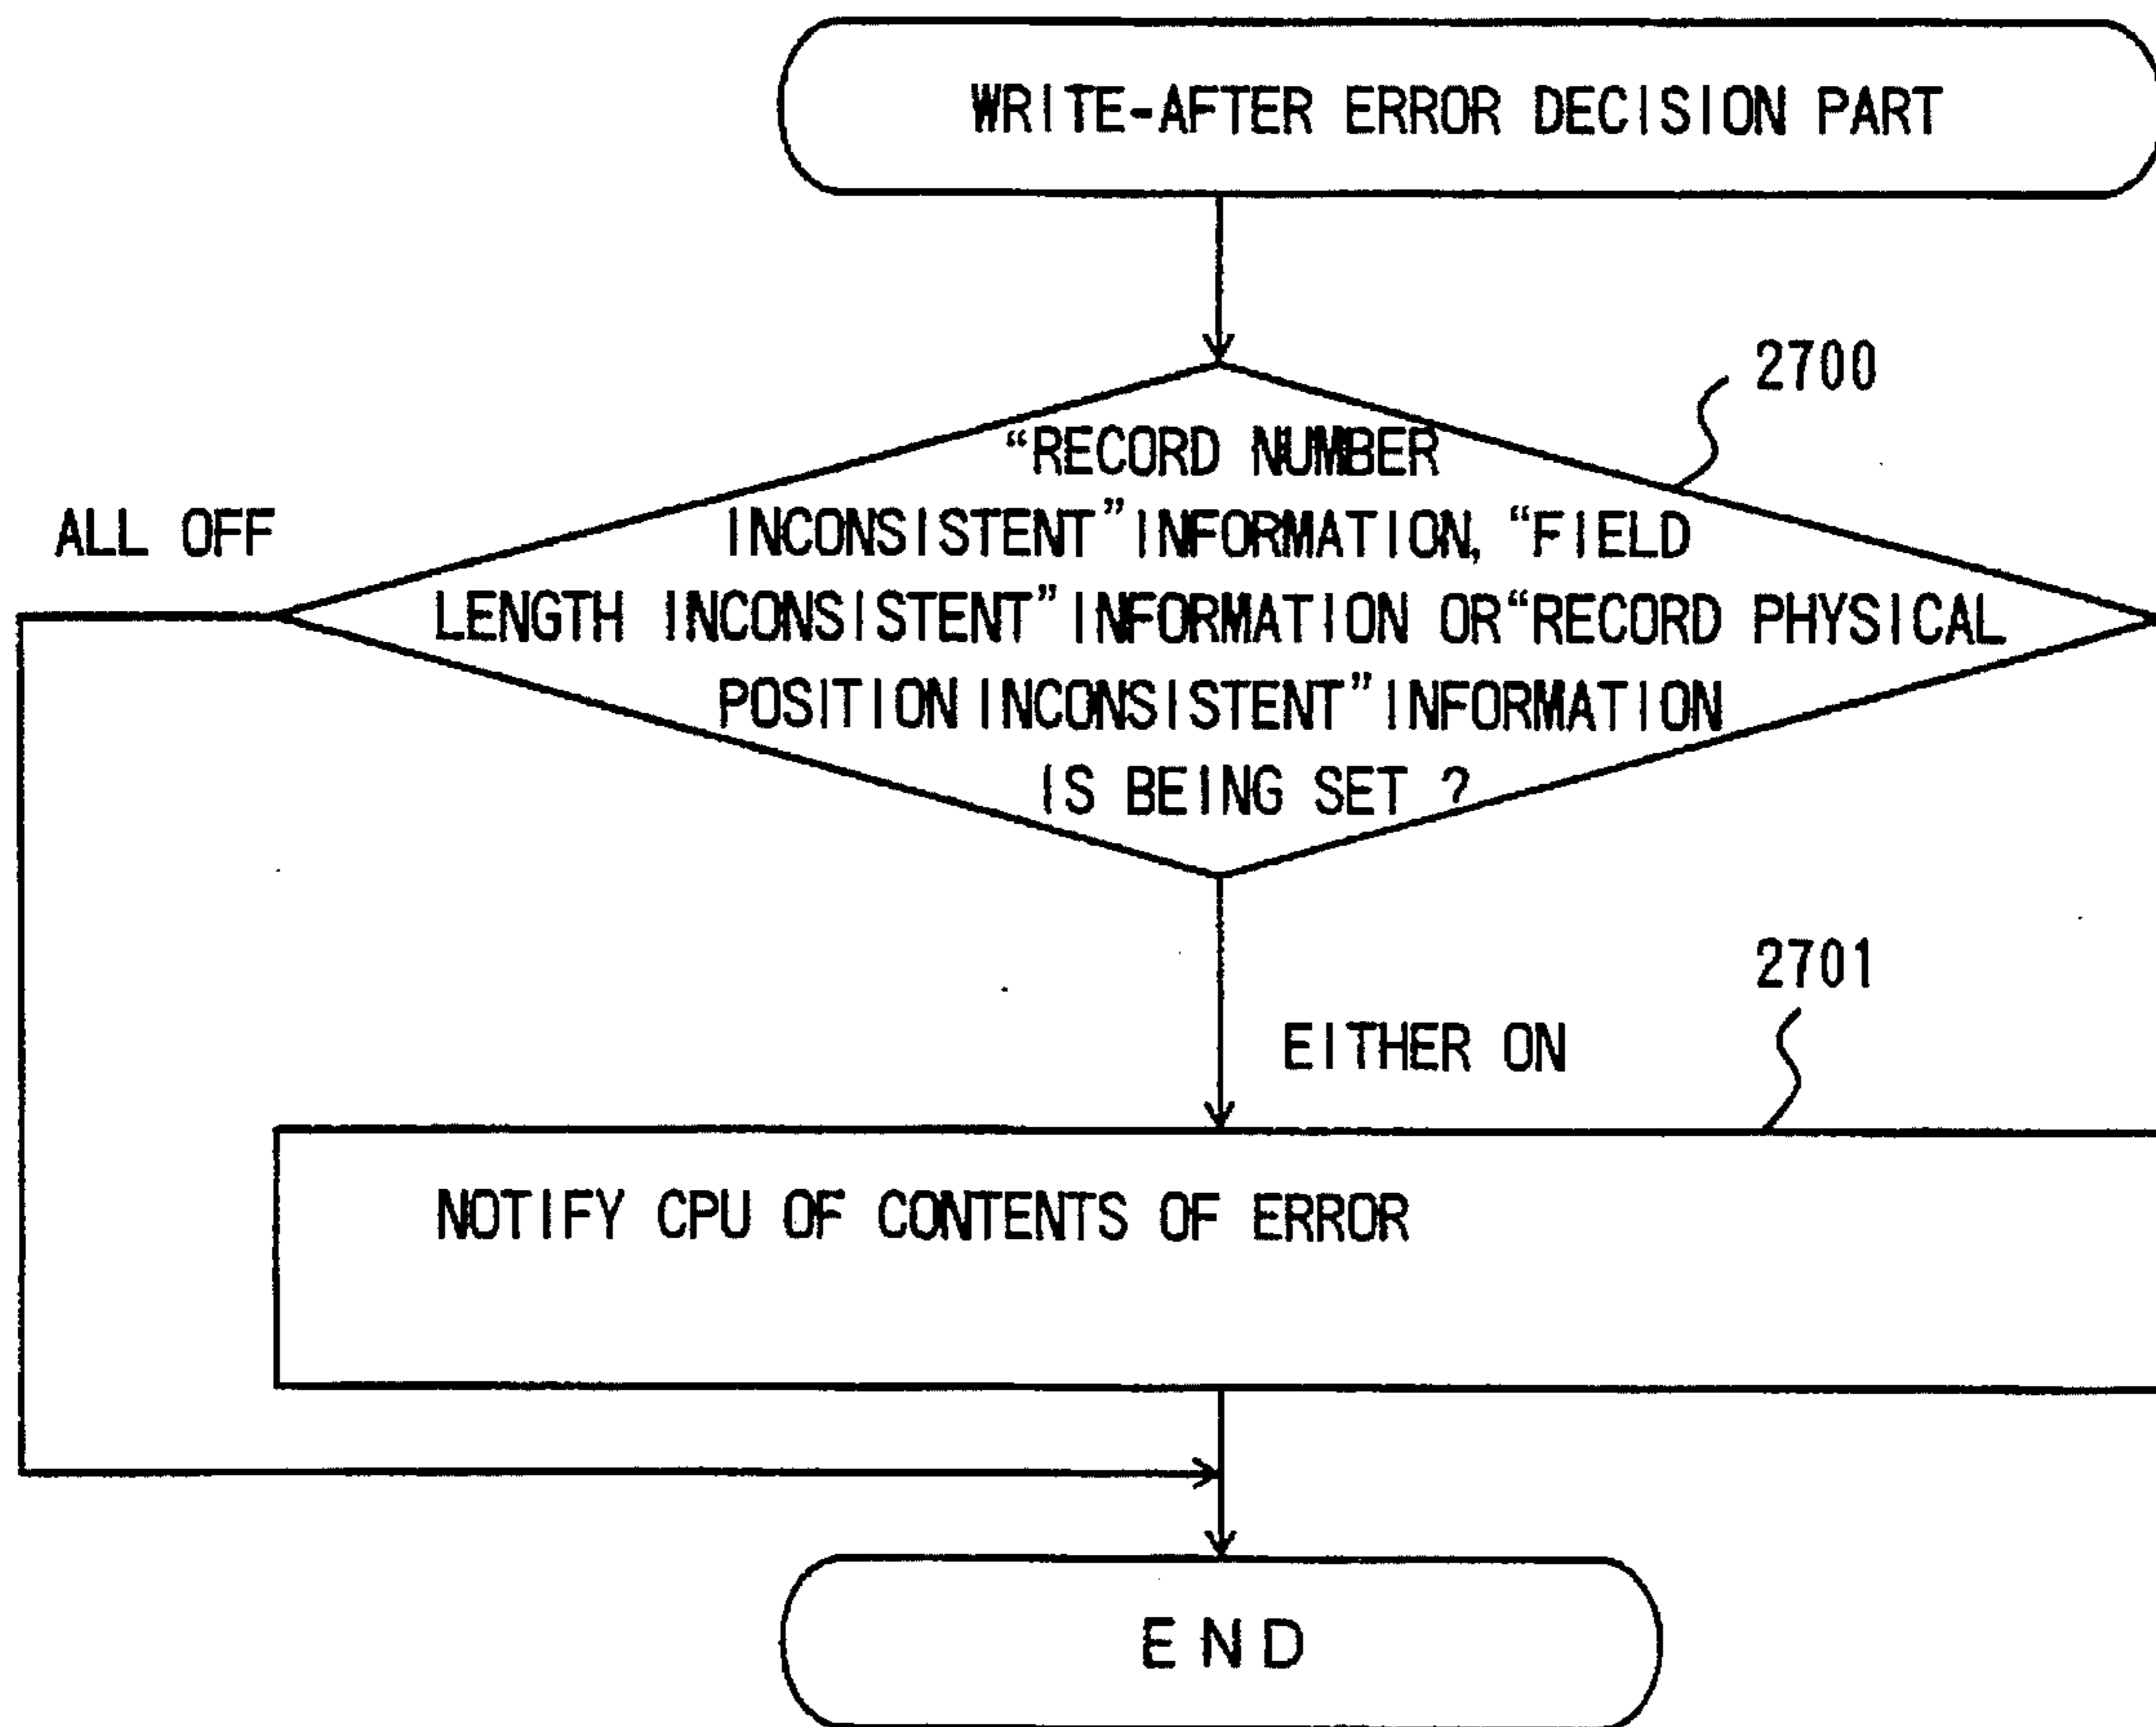 WRITE-AFTER ERROR DECISION PART
2700
“RECORD NUMBER
INCONSISTENT” INFORMATION, “FIELD
LENGTH INCONSISTENT” INFORMATION OR “RECORD PHYSICAL
POSITION INCONSISTENT” INFORMATION
IS BEING SET ?
ALL OFF
EITHER ON
2701
NOTIFY CPU OF CONTENTS OF ERROR
END